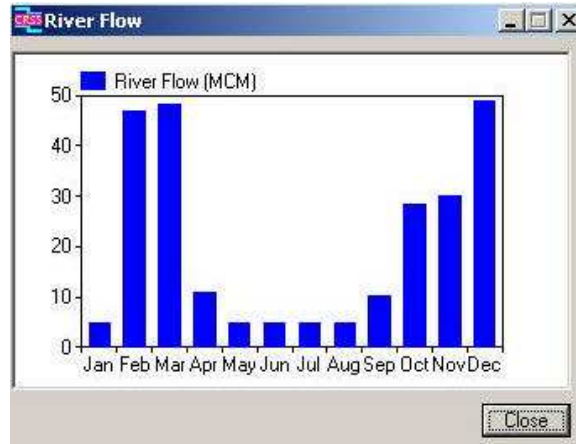 CRSS River Flow
River Flow (MCM)
50
40
30
20
10
0
Jan Feb Mar Apr May Jun Jul Aug Sep Oct Nov Dec
Close